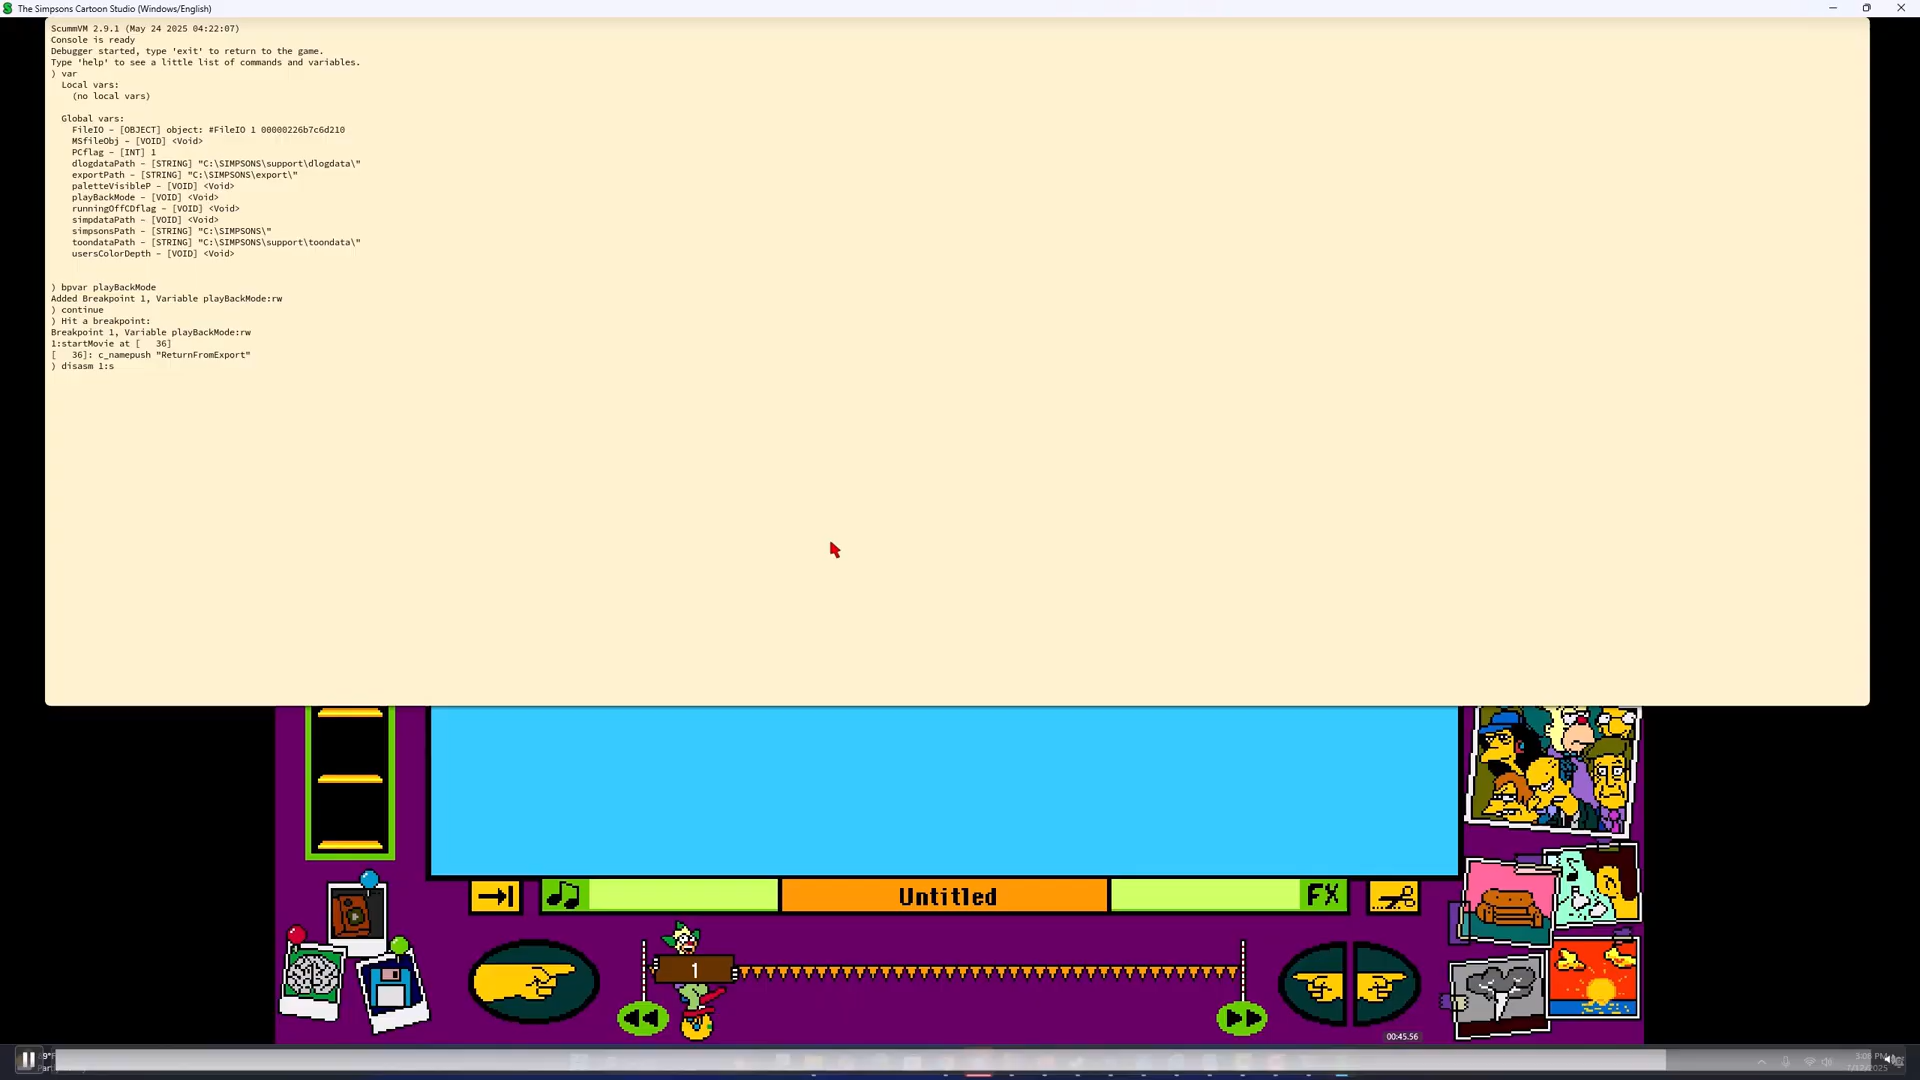 The Simpsons Cartoon Studio (Windows/English)
ScummVM 2.9.1 (May 24 2025 04:22:07)
Console is ready
Debugger started, type 'exit' to return to the game.
Type 'help' to see a little list of commands and variables.
) var
Local vars:
(no local vars)
Global vars:
FileIO - [OBJECT] object: #FileIO 1 00000226b7c6d210
MSfileObj - [VOID] <Void>
PCflag - [INT] 1
dlogdataPath - [STRING] "C:\SIMPSONS\support\dlogdata\"
exportPath - [STRING] "C:\SIMPSONS\export\"
paletteVisibleP - [VOID] <Void>
playBackMode - [VOID] <Void>
runningOffCDflag - [VOID] <Void>
simpdataPath - [VOID] <Void>
simpsonsPath - [STRING] "C:\SIMPSONS\"
toondataPath - [STRING] "C:\SIMPSONS\support\toondata\"
usersColorDepth - [VOID] <Void>
) bpvar playBackMode
Added Breakpoint 1, Variable playBackMode:rw
) continue
) Hit a breakpoint:
Breakpoint 1, Variable playBackMode:rw
1:startMovie at [   36]
[   36]: c_namepush "ReturnFromExport"
) disasm 1:s
Untitled
FX
1
00:45.56
3:08 PM
7/12/2025